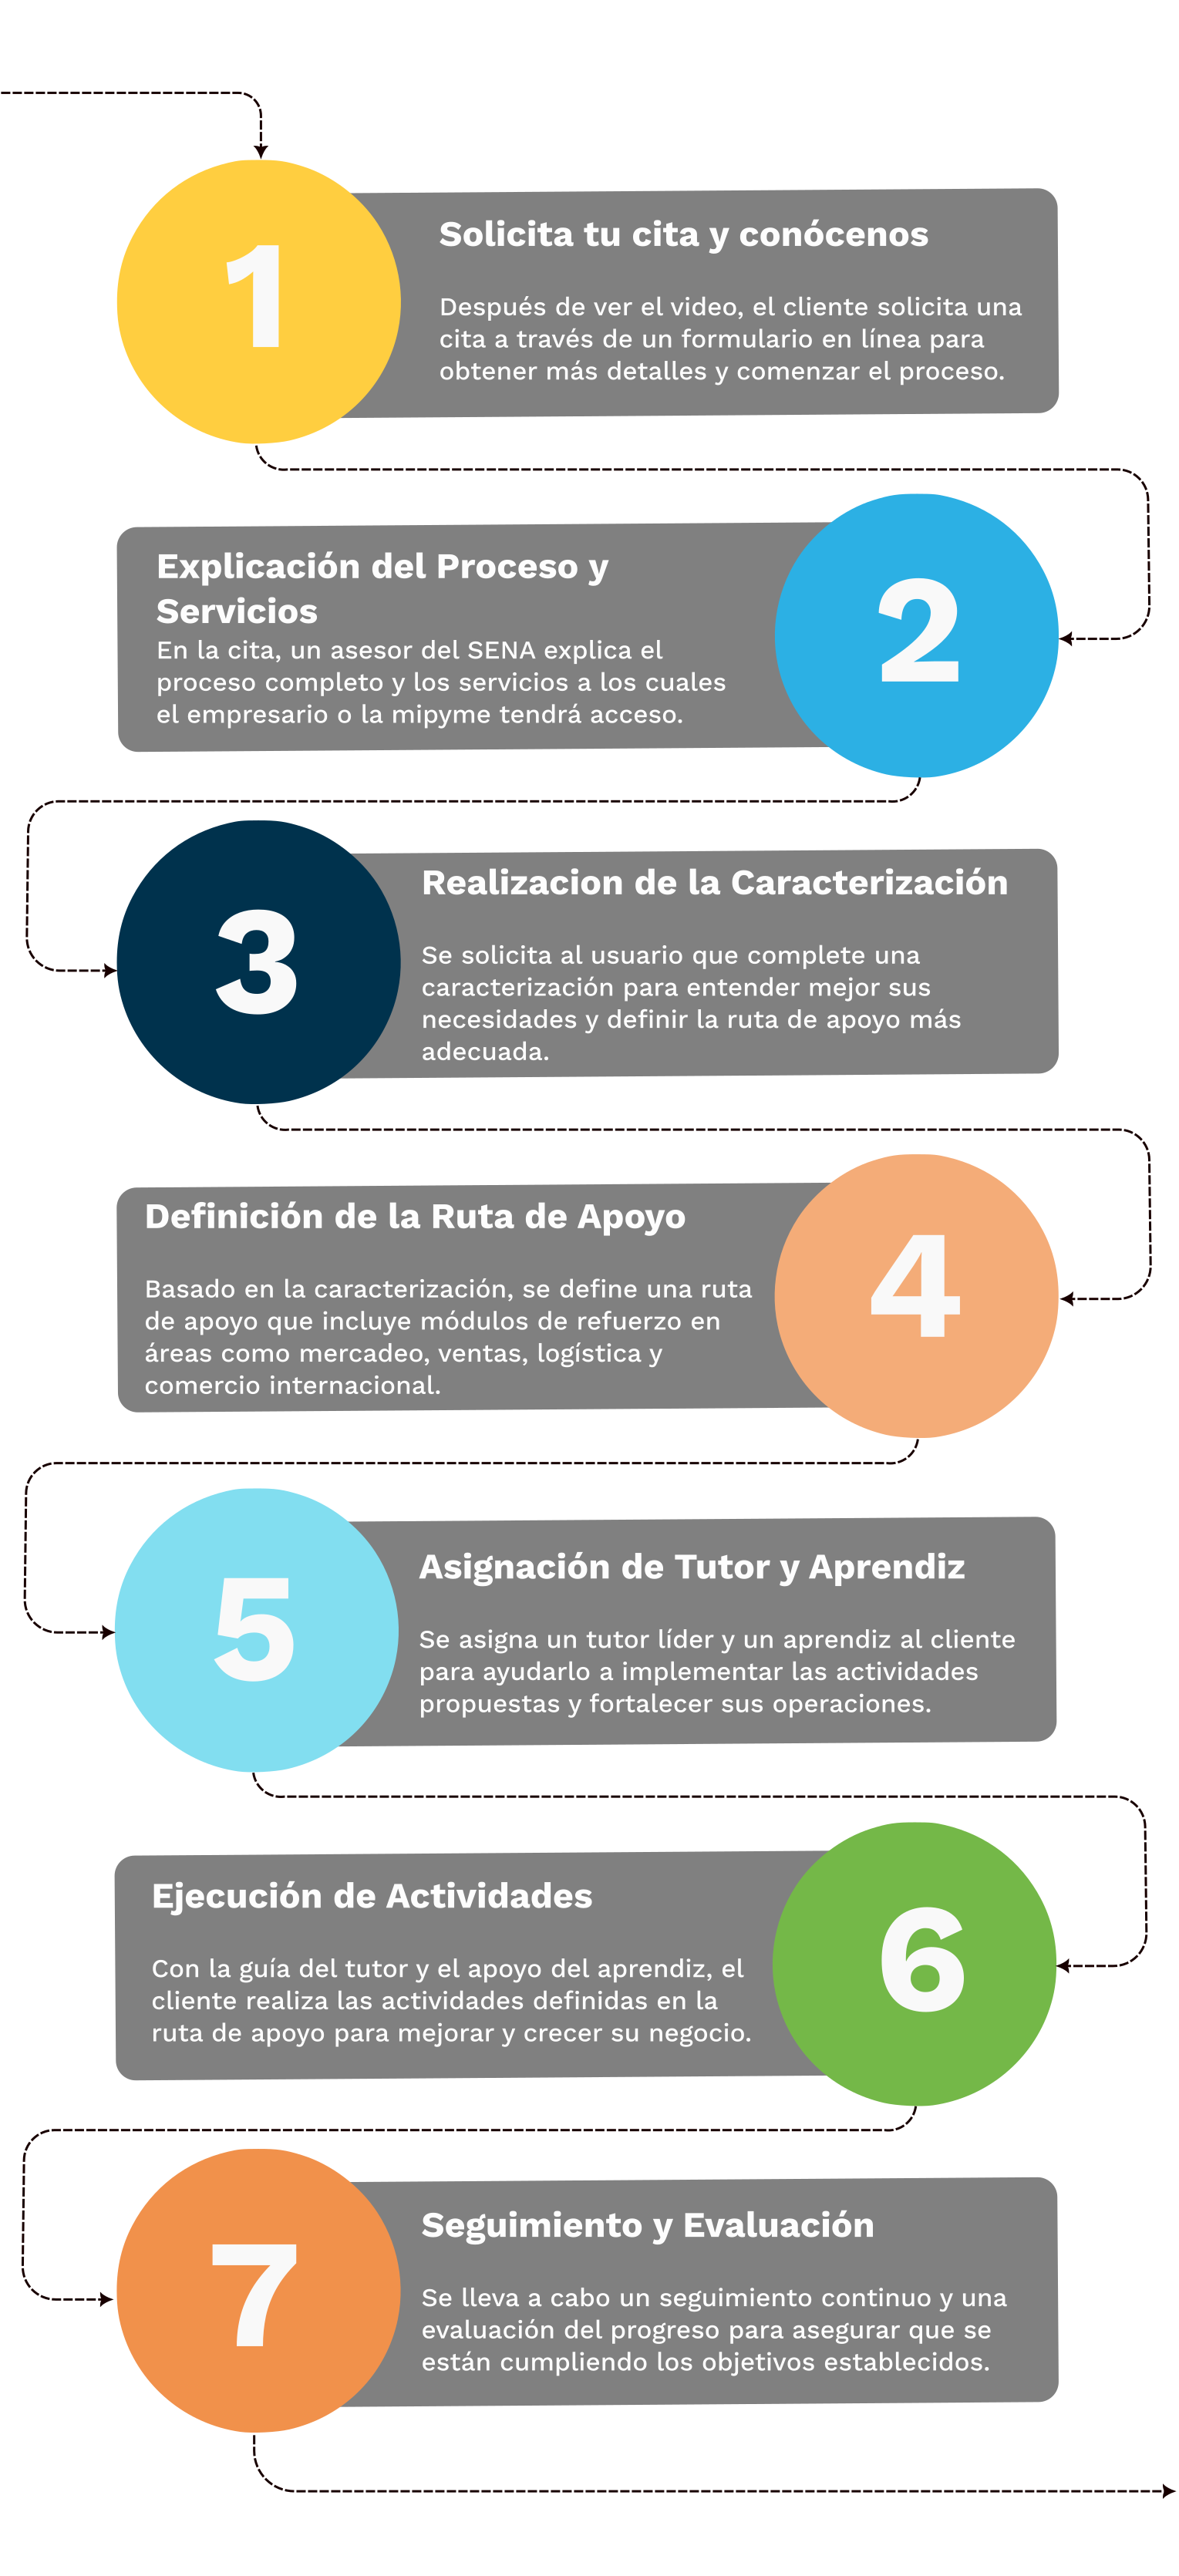 1
Solicita tu cita y conócenos
Después de ver el video, el cliente solicita una
cita a través de un formulario en línea para
obtener más detalles y comenzar el proceso.
Explicación del Proceso y
Servicios
En la cita, un asesor del SENA explica el
proceso completo y los servicios a los cuales
el empresario o la mipyme tendrá acceso.
2
3
Realizacion de la Caracterización
Se solicita al usuario que complete una
caracterización para entender mejor sus
necesidades y definir la ruta de apoyo más
adecuada.
Definición de la Ruta de Apoyo
Basado en la caracterización, se define una ruta
de apoyo que incluye módulos de refuerzo en
áreas como mercadeo, ventas, logística y
comercio internacional.
4
5
Asignación de Tutor y Aprendiz
Se asigna un tutor líder y un aprendiz al cliente
para ayudarlo a implementar las actividades
propuestas y fortalecer sus operaciones.
Ejecución de Actividades
Con la guía del tutor y el apoyo del aprendiz, el
cliente realiza las actividades definidas en la
ruta de apoyo para mejorar y crecer su negocio.
6
7
Seguimiento y Evaluación
Se lleva a cabo un seguimiento continuo y una
evaluación del progreso para asegurar que se
están cumpliendo los objetivos establecidos.